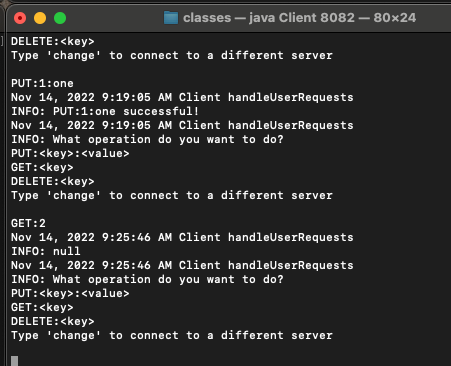 classes — java Client 8082 — 80×24
DELETE:<key>
Type 'change' to connect to a different server
PUT:1:one
Nov 14, 2022 9:19:05 AM Client handleUserRequests
INFO: PUT:1:one successful!
Nov 14, 2022 9:19:05 AM Client handleUserRequests
INFO: What operation do you want to do?
PUT:<key>:<value>
GET:<key>
DELETE:<key>
Type 'change' to connect to a different server
GET:2
Nov 14, 2022 9:25:46 AM Client handleUserRequests
INFO: null
Nov 14, 2022 9:25:46 AM Client handleUserRequests
INFO: What operation do you want to do?
PUT:<key>:<value>
GET:<key>
DELETE:<key>
Type 'change' to connect to a different server